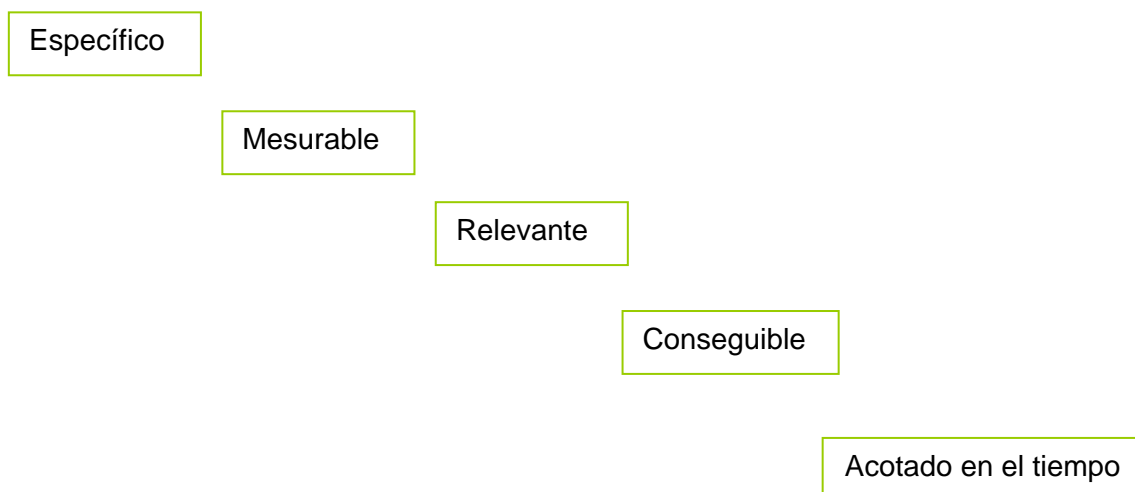 Específico
Mesurable
Relevante
Conseguible
Acotado en el tiempo